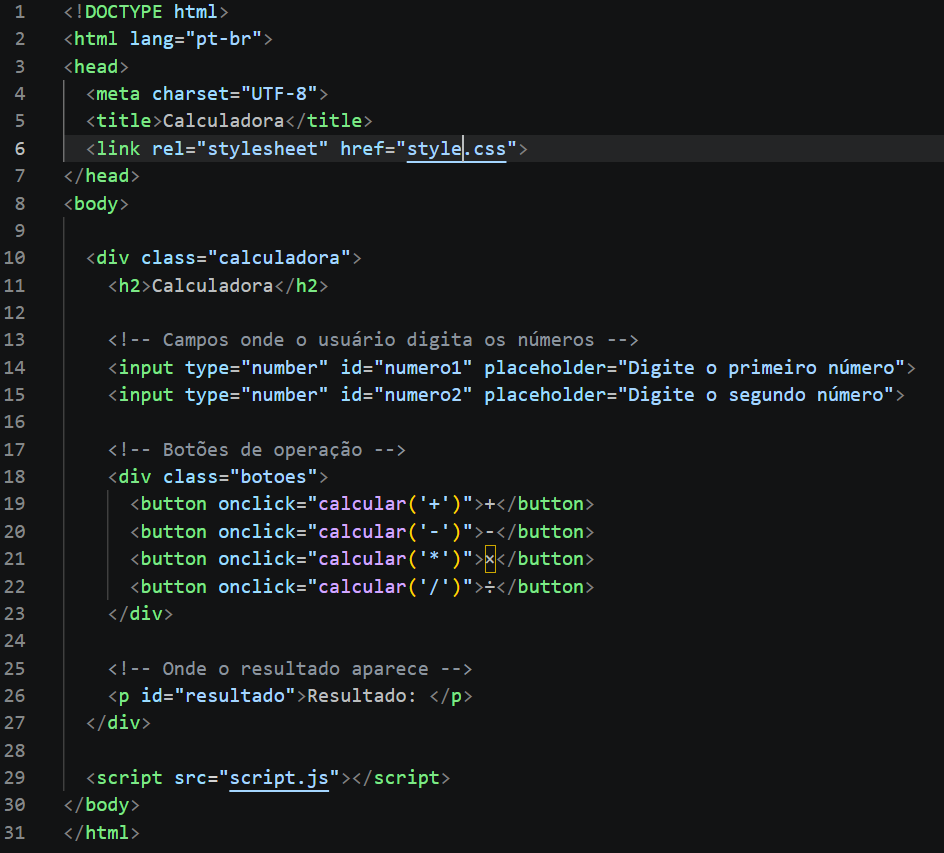 1 <!DOCTYPE html>
2 <html lang="pt-br">
3 <head>
4   <meta charset="UTF-8">
5   <title>Calculadora</title>
6   <link rel="stylesheet" href="style.css">
7 </head>
8 <body>
9
10   <div class="calculadora">
11     <h2>Calculadora</h2>
12
13     <!-- Campos onde o usuário digita os números -->
14     <input type="number" id="numero1" placeholder="Digite o primeiro número">
15     <input type="number" id="numero2" placeholder="Digite o segundo número">
16
17     <!-- Botões de operação -->
18     <div class="botoes">
19       <button onclick="calcular('+')">+</button>
20       <button onclick="calcular('-')">-</button>
21       <button onclick="calcular('*')">×</button>
22       <button onclick="calcular('/')">÷</button>
23     </div>
24
25     <!-- Onde o resultado aparece -->
26     <p id="resultado">Resultado: </p>
27   </div>
28
29   <script src="script.js"></script>
30 </body>
31 </html>